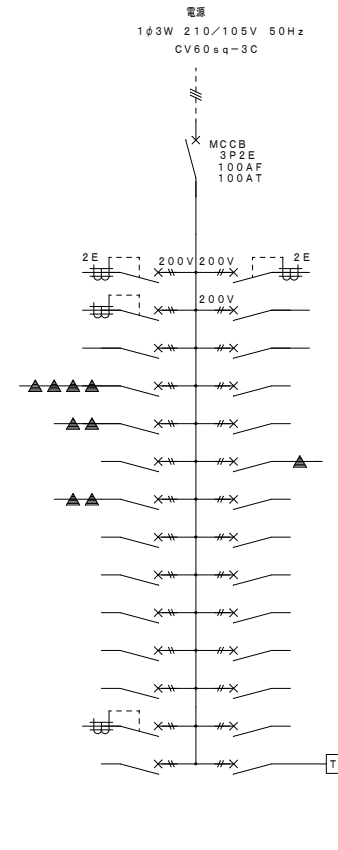 電源
1φ3W 210/105V 50Hz
CV60sq-3C
MCCB
3P2E
100AF
100AT
2E 200V 200V 2E
200V
T